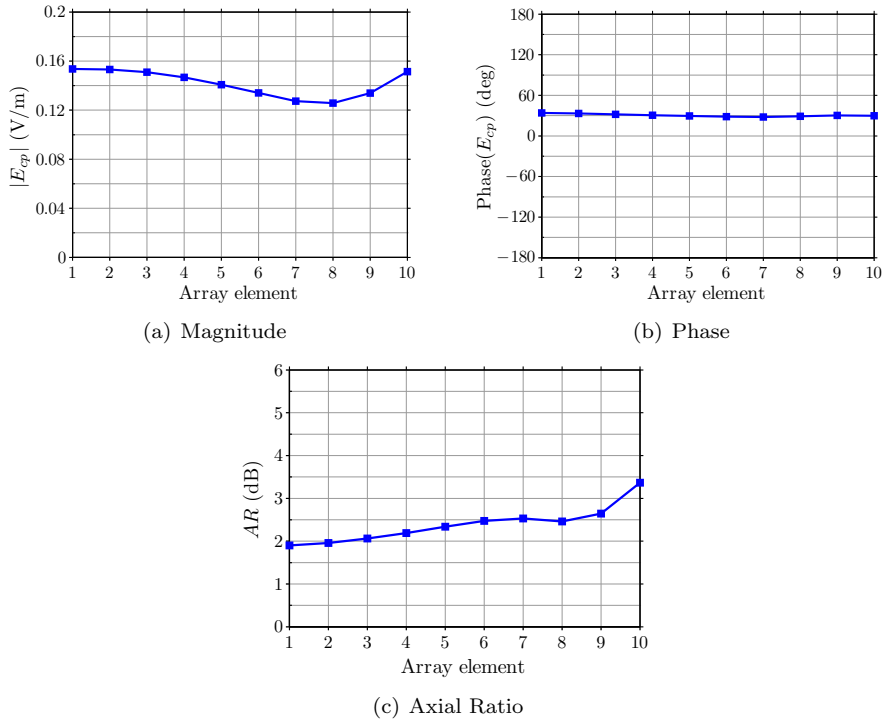 0.2
0.16
0.12
0.08
0.04
0
|E_cp| (V/m)
1 2 3 4 5 6 7 8 9 10
Array element
(a) Magnitude
180
120
60
0
−60
−120
−180
Phase(E_cp) (deg)
1 2 3 4 5 6 7 8 9 10
Array element
(b) Phase
6
5
4
3
2
1
0
AR (dB)
1 2 3 4 5 6 7 8 9 10
Array element
(c) Axial Ratio